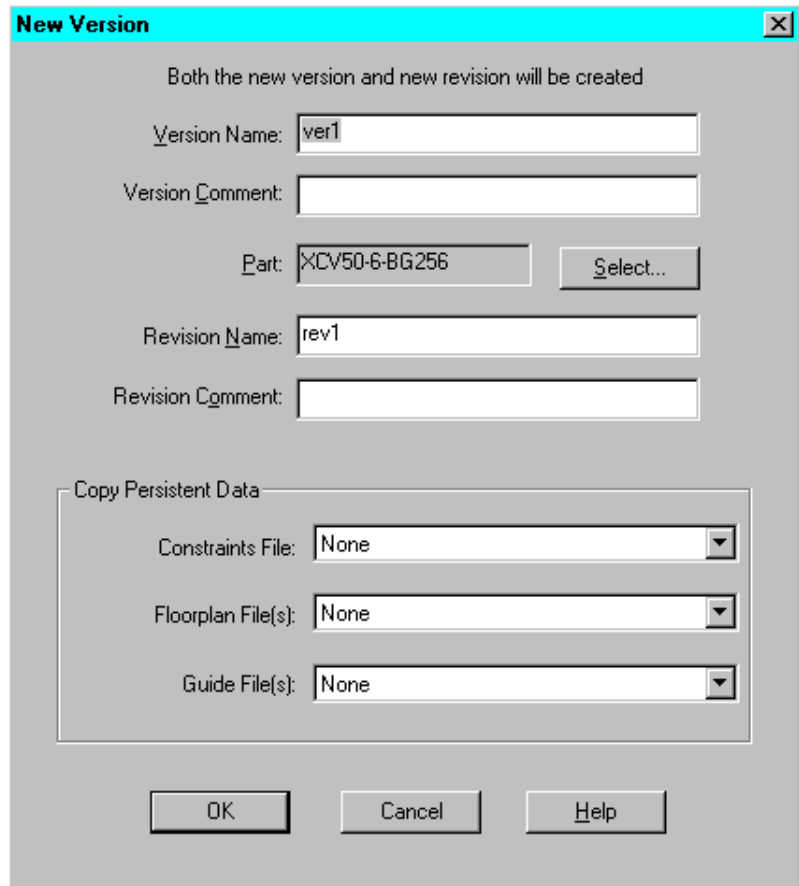 New Version
Both the new version and new revision will be created
Version Name: ver1
Version Comment:
Part: XCV50-6-BG256 Select...
Revision Name: rev1
Revision Comment:
Copy Persistent Data
Constraints File: None
Floorplan File(s): None
Guide File(s): None
OK Cancel Help